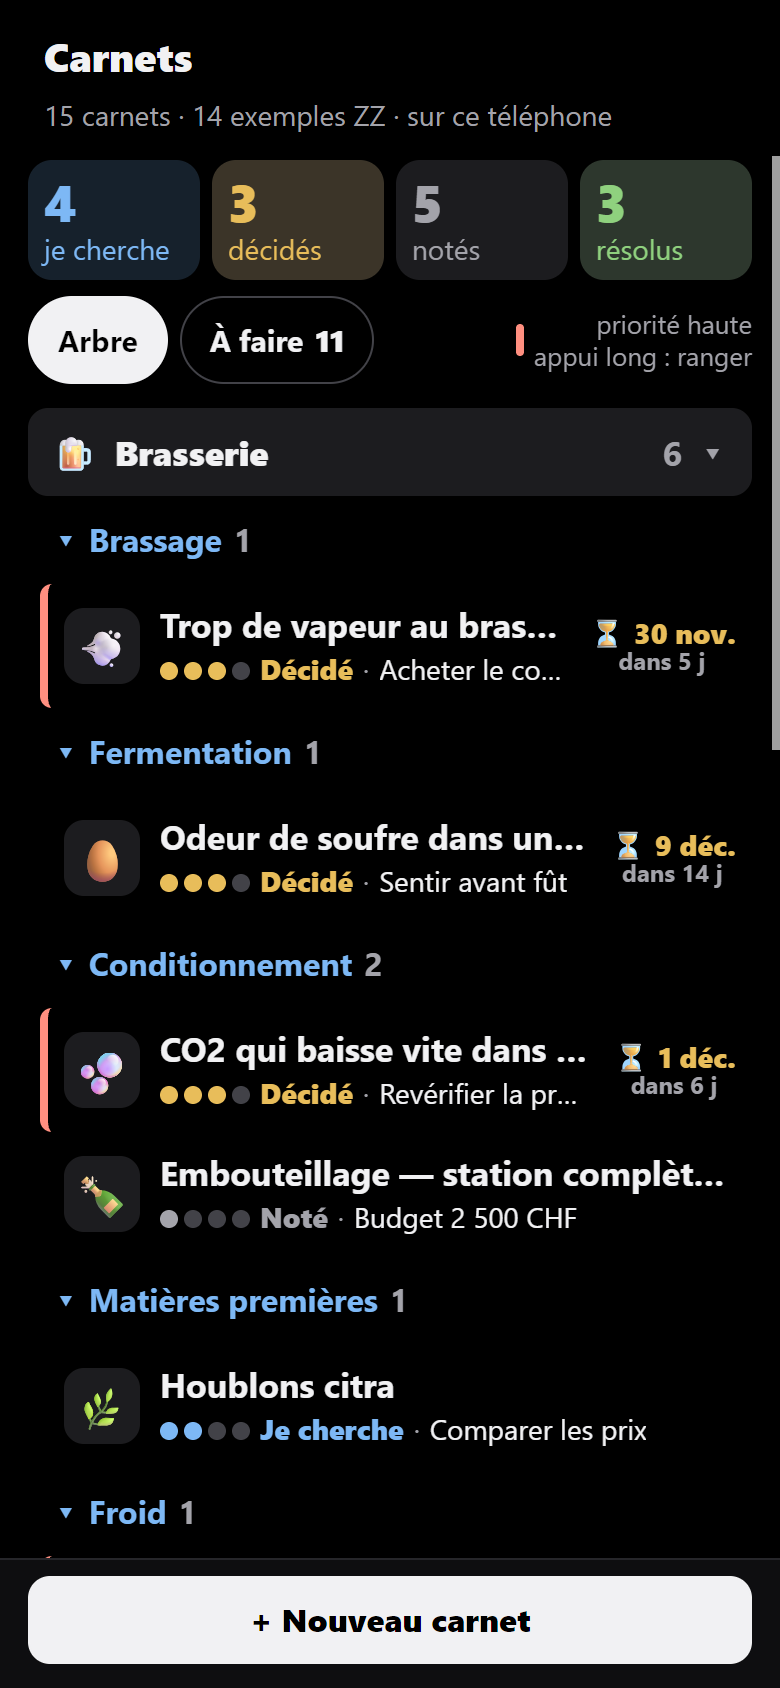 Carnets
15 carnets · 14 exemples ZZ · sur ce téléphone
4
je cherche
3
décidés
5
notés
3
résolus
Arbre
À faire 11
priorité haute
appui long : ranger
Brasserie 6
Brassage 1
Trop de vapeur au bras...
30 nov.
Décidé · Acheter le co...
dans 5 j
Fermentation 1
Odeur de soufre dans un...
9 déc.
Décidé · Sentir avant fût
dans 14 j
Conditionnement 2
CO2 qui baisse vite dans ...
1 déc.
Décidé · Revérifier la pr...
dans 6 j
Embouteillage — station complèt...
Noté · Budget 2 500 CHF
Matières premières 1
Houblons citra
Je cherche · Comparer les prix
Froid 1
+ Nouveau carnet